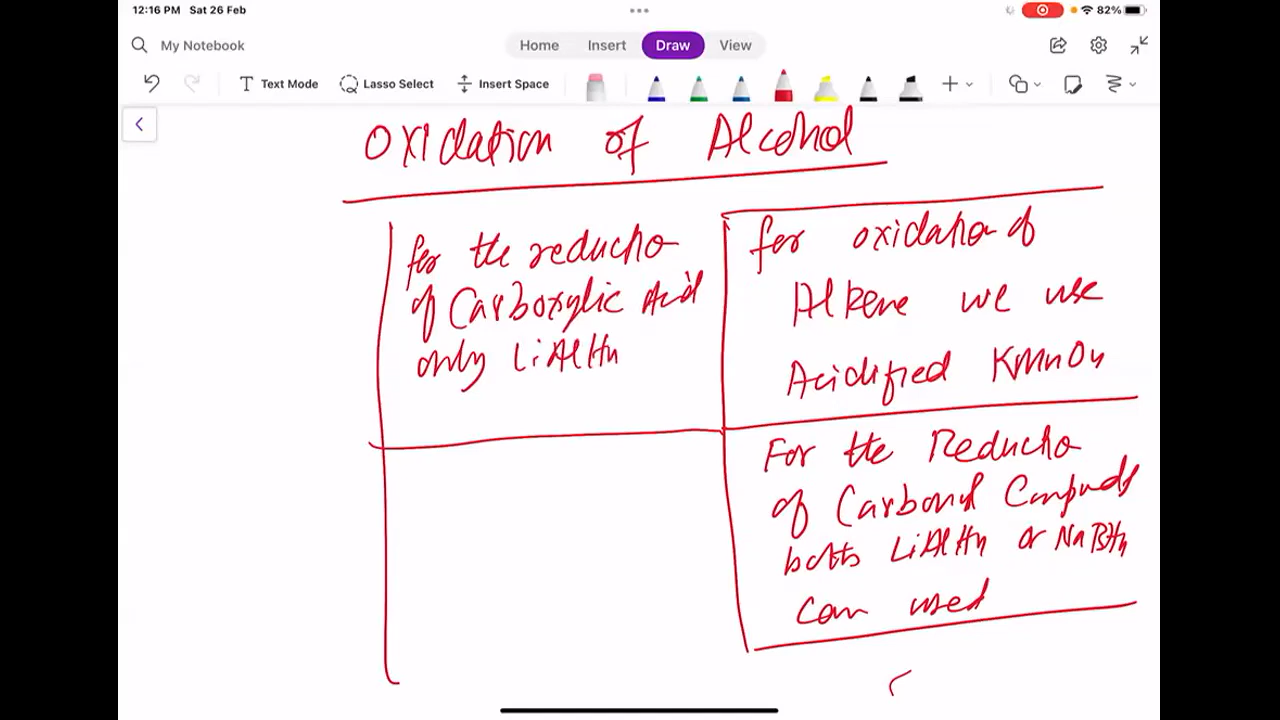 12:16 PM Sat 26 Feb
82%
My Notebook
Home Insert Draw View
Text Mode Lasso Select Insert Space
Oxidation of Alcohol
for the reductio
of Carboxylic Acid
only LiAlH4
for oxidation of
Alkene we use
Acidified KMnO4
For the Reductio
of Carbonyl Compounds
both LiAlH4 or NaBH4
can used